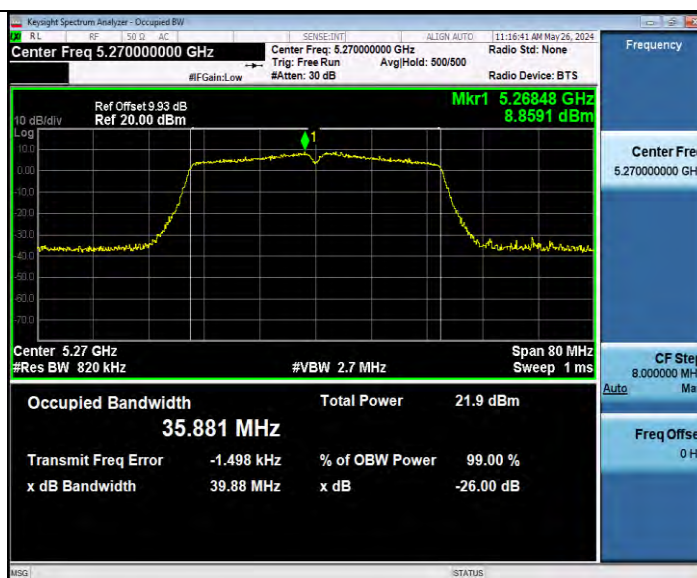 Keysight Spectrum Analyzer - Occupied BW
RL RF 50 Ω AC SENSE:INT ALIGN AUTO 11:16:41 AM May 26, 2024
Center Freq 5.270000000 GHz
Center Freq: 5.270000000 GHz Radio Std: None
Trig: Free Run Avg|Hold: 500/500
#IFGain:Low #Atten: 30 dB Radio Device: BTS
Frequency
Ref Offset 9.93 dB
10 dB/div Ref 20.00 dBm
Mkr1 5.26848 GHz
8.8591 dBm
Log
1
10.0
0.00
-10.0
-20.0
-30.0
-40.0
-50.0
-60.0
-70.0
Center Fre
5.270000000 GH
Center 5.27 GHz Span 80 MHz
#Res BW 820 kHz #VBW 2.7 MHz Sweep 1 ms
CF Step
8.000000 MH
Auto Ma
Occupied Bandwidth Total Power 21.9 dBm
35.881 MHz
Transmit Freq Error -1.498 kHz % of OBW Power 99.00 %
x dB Bandwidth 39.88 MHz x dB -26.00 dB
Freq Offse
0 H
MSG STATUS